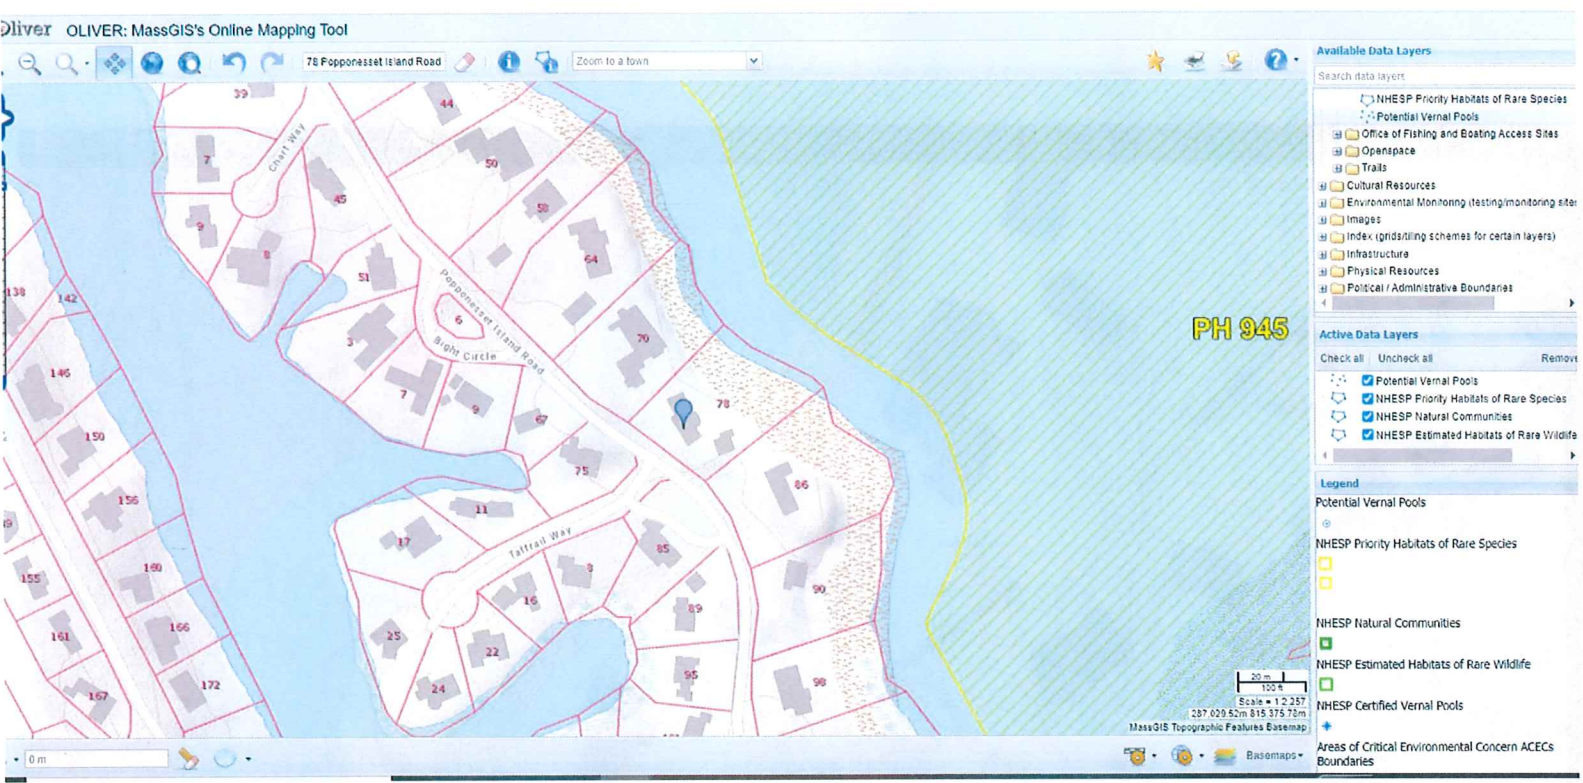 Oliver OLIVER: MassGIS's Online Mapping Tool
78 Popponesset Island Road
Zoom to a town
Available Data Layers
Search data layers
NHESP Priority Habitats of Rare Species
Potential Vernal Pools
Office of Fishing and Boating Access Sites
Openspace
Trails
Cultural Resources
Environmental Monitoring (testing/monitoring sites
Images
Index (grids/tiling schemes for certain layers)
Infrastructure
Physical Resources
Political / Administrative Boundaries
Active Data Layers
Check all Uncheck all Remove
Potential Vernal Pools
NHESP Priority Habitats of Rare Species
NHESP Natural Communities
NHESP Estimated Habitats of Rare Wildlife
Legend
Potential Vernal Pools
NHESP Priority Habitats of Rare Species
NHESP Natural Communities
NHESP Estimated Habitats of Rare Wildlife
NHESP Certified Vernal Pools
Areas of Critical Environmental Concern ACECs
Boundaries
39
44
Chart Way
7
50
45
9
58
8
64
51
Popponesset Island Road
138
142
6
3
70
Bight Circle
PH 945
146
7
9
78
67
150
75
86
156
11
17
Taffrail Way
85
155
160
8
90
16
89
161
166
25
22
95
172
24
98
167
20 m
100 ft
Scale = 1:2,257
287,029.52m 815,375.78m
MassGIS Topographic Features Basemap
0 m
Basemaps